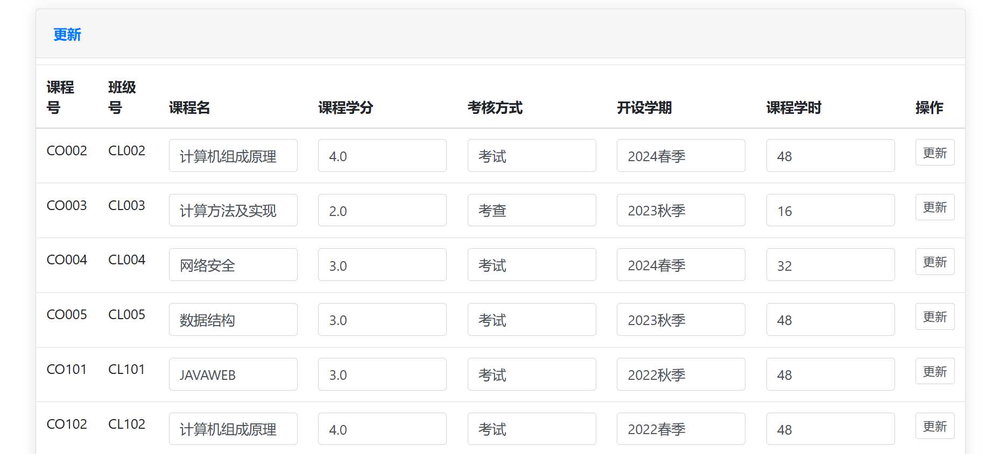 更新
课程号 班级号 课程名 课程学分 考核方式 开设学期 课程学时 操作
CO002 CL002 计算机组成原理 4.0 考试 2024春季 48 更新
CO003 CL003 计算方法及实现 2.0 考查 2023秋季 16 更新
CO004 CL004 网络安全 3.0 考试 2024春季 32 更新
CO005 CL005 数据结构 3.0 考试 2023秋季 48 更新
CO101 CL101 JAVAWEB 3.0 考试 2022秋季 48 更新
CO102 CL102 计算机组成原理 4.0 考试 2022春季 48 更新